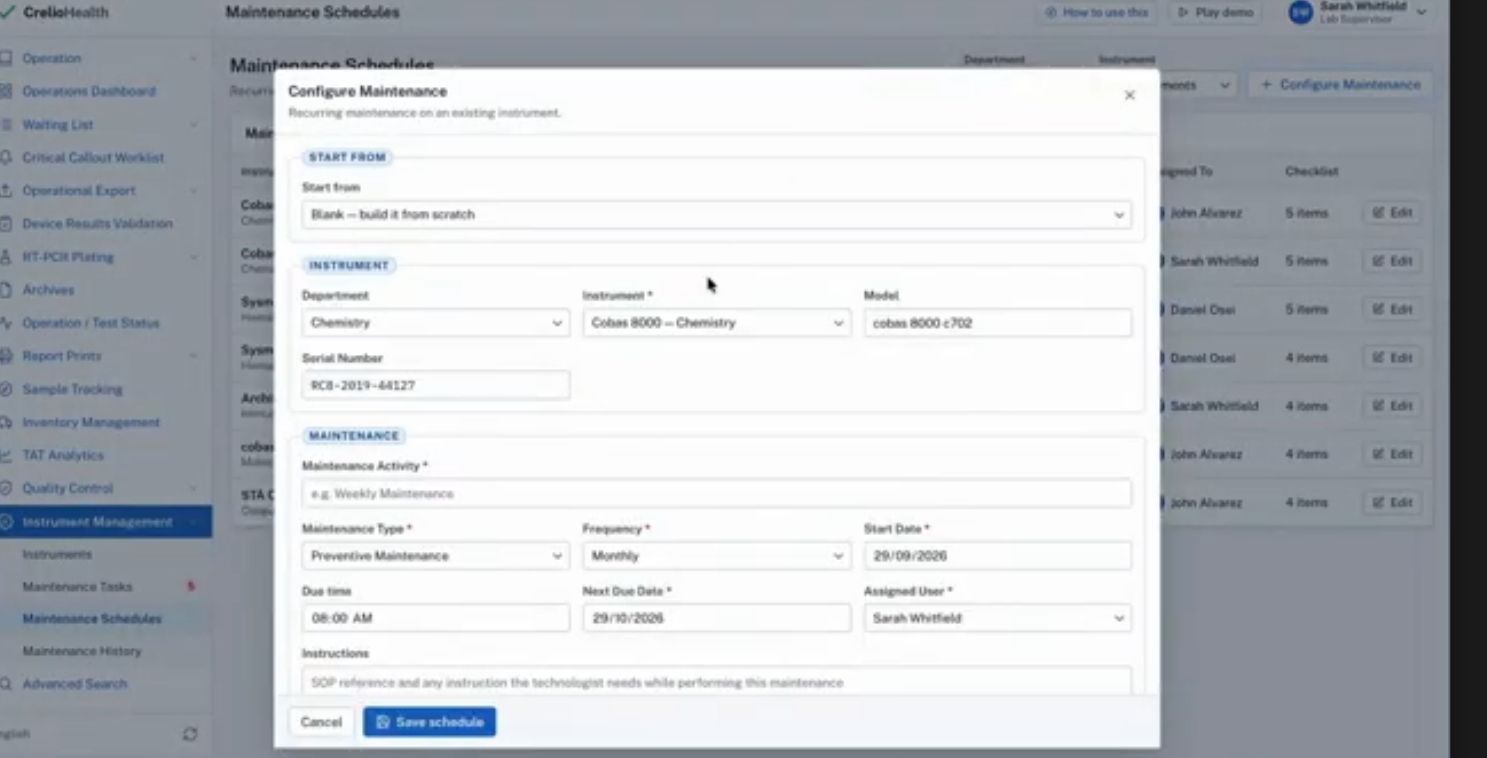 CrelioHealth
Maintenance Schedules
How to use this
Play demo
SW
Sarah Whitfield
Lab Supervisor
Operation
Operations Dashboard
Waiting List
Critical Callout Worklist
Operational Export
Device Results Validation
RT-PCR Plating
Archives
Operation / Test Status
Report Prints
Sample Tracking
Inventory Management
TAT Analytics
Quality Control
Instrument Management
Instruments
Maintenance Tasks 5
Maintenance Schedules
Maintenance History
Advanced Search
Maintenance Schedules
Department
Instrument
+ Configure Maintenance
Configure Maintenance
Recurring maintenance on an existing instrument.
START FROM
Start from
Blank — build it from scratch
INSTRUMENT
Department
Instrument *
Model
Chemistry
Cobas 8000 — Chemistry
cobas 8000 c702
Serial Number
RC8-2019-44127
MAINTENANCE
Maintenance Activity *
e.g. Weekly Maintenance
Maintenance Type *
Frequency *
Start Date *
Preventive Maintenance
Monthly
29/09/2026
Due time
Next Due Date *
Assigned User *
08:00 AM
29/10/2026
Sarah Whitfield
Instructions
SOP reference and any instruction the technologist needs while performing this maintenance
Cancel
Save schedule
Checklist
John Alvarez 5 items Edit
Sarah Whitfield 5 items Edit
Daniel Osei 5 items Edit
Daniel Osei 4 items Edit
Sarah Whitfield 4 items Edit
John Alvarez 4 items Edit
John Alvarez 4 items Edit